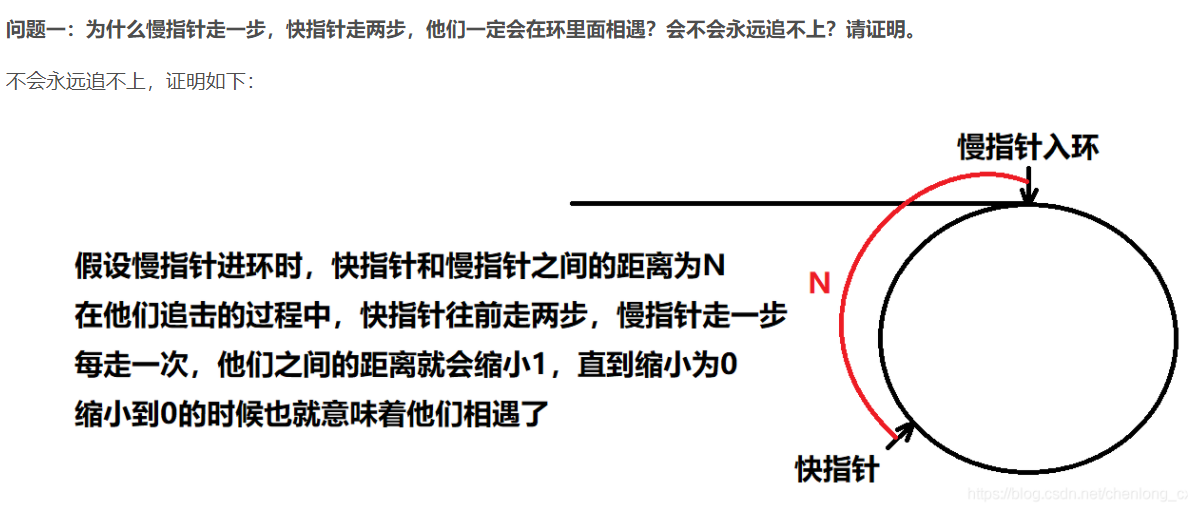 问题一：为什么慢指针走一步，快指针走两步，他们一定会在环里面相遇？会不会永远追不上？请证明。
不会永远追不上，证明如下：
慢指针入环
假设慢指针进环时，快指针和慢指针之间的距离为N
N
在他们追击的过程中，快指针往前走两步，慢指针走一步
每走一次，他们之间的距离就会缩小1，直到缩小为0
缩小到0的时候也就意味着他们相遇了
快指针
https://blog.csdn.net/chenlong_c